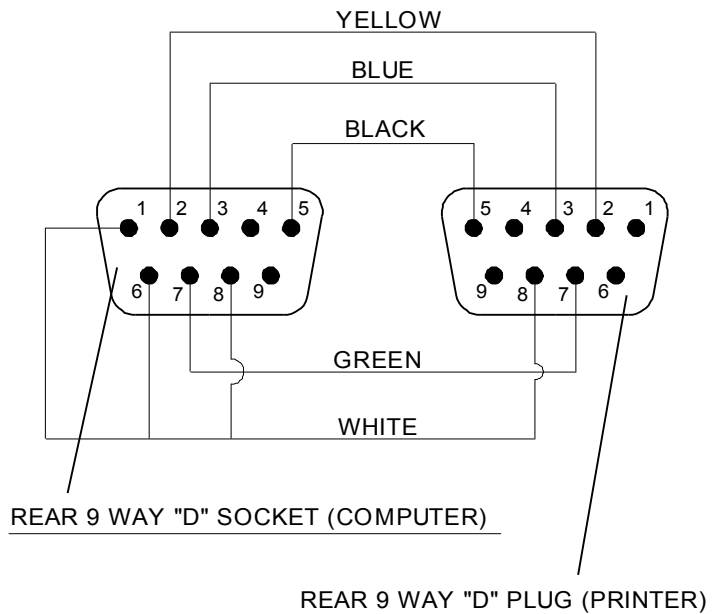 YELLOW
BLUE
BLACK
1 2 3 4 5
5 4 3 2 1
6 7 8 9
9 8 7 6
GREEN
WHITE
REAR 9 WAY "D" SOCKET (COMPUTER)
REAR 9 WAY "D" PLUG (PRINTER)